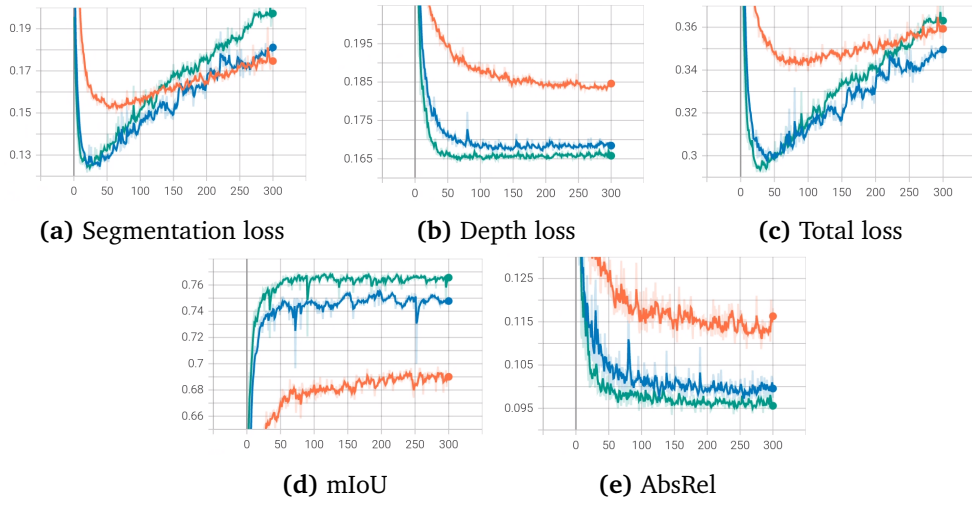 0.19
0.17
0.15
0.13
0 50 100 150 200 250 300
(a) Segmentation loss
0.195
0.185
0.175
0.165
0 50 100 150 200 250 300
(b) Depth loss
0.36
0.34
0.32
0.3
0 50 100 150 200 250 300
(c) Total loss
0.76
0.74
0.72
0.7
0.68
0.66
0 50 100 150 200 250 300
(d) mIoU
0.125
0.115
0.105
0.095
0 50 100 150 200 250 300
(e) AbsRel